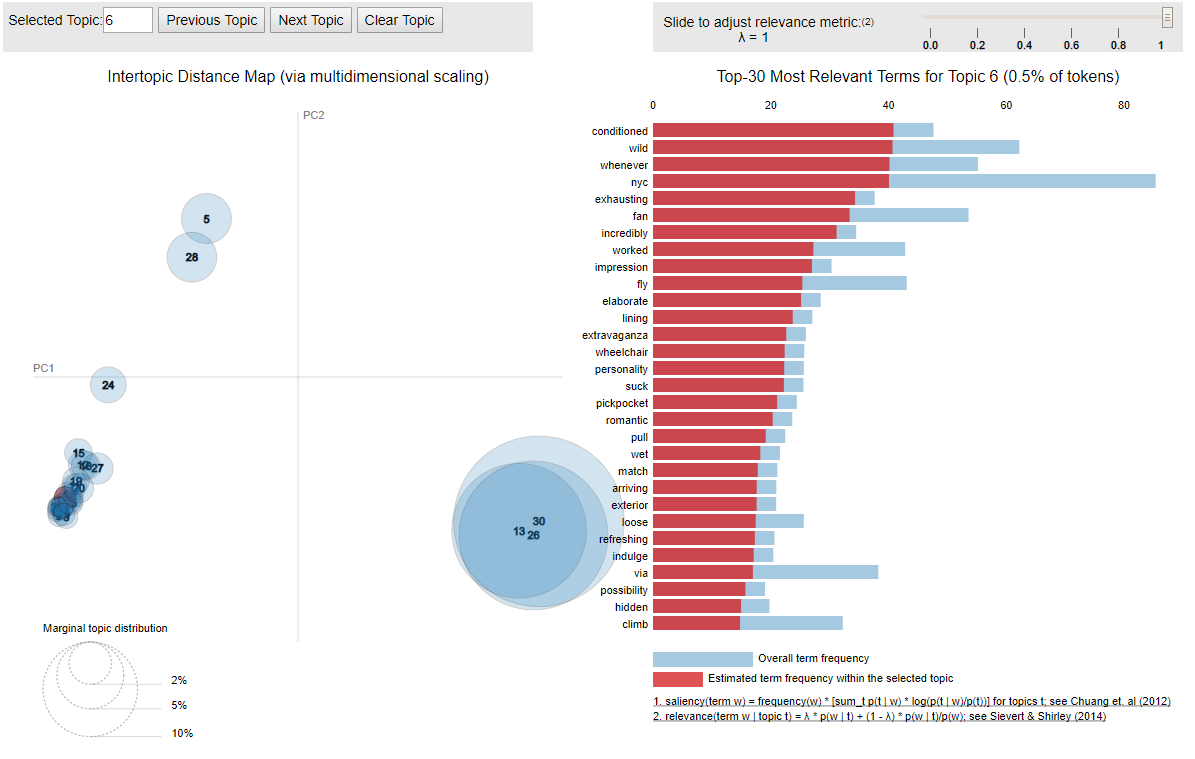 Selected Topic: 6 Previous Topic Next Topic Clear Topic
Slide to adjust relevance metric:(2)
λ = 1
0.0 0.2 0.4 0.6 0.8 1
Intertopic Distance Map (via multidimensional scaling)
PC2
PC1
5
28
24
15
27
20
3
30
13
26
Marginal topic distribution
2%
5%
10%
Top-30 Most Relevant Terms for Topic 6 (0.5% of tokens)
0 20 40 60 80
conditioned
wild
whenever
nyc
exhausting
fan
incredibly
worked
impression
fly
elaborate
lining
extravaganza
wheelchair
personality
suck
pickpocket
romantic
pull
wet
match
arriving
exterior
loose
refreshing
indulge
via
possibility
hidden
climb
Overall term frequency
Estimated term frequency within the selected topic
1. saliency(term w) = frequency(w) * [sum_t p(t | w) * log(p(t | w)/p(t))] for topics t; see Chuang et. al (2012)
2. relevance(term w | topic t) = λ * p(w | t) + (1 - λ) * p(w | t)/p(w); see Sievert & Shirley (2014)